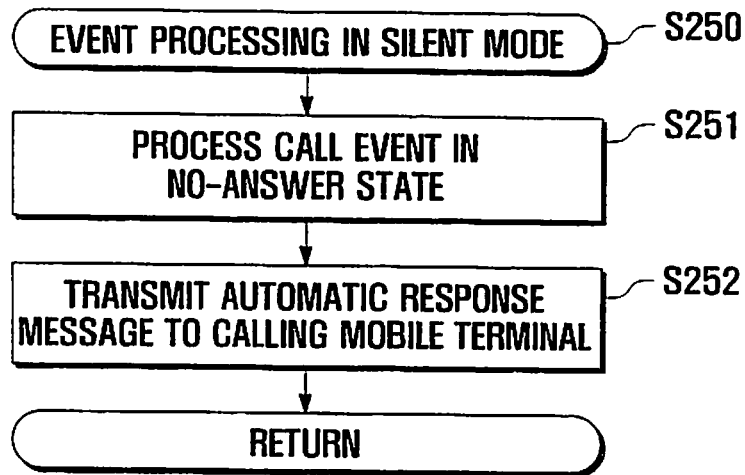 EVENT PROCESSING IN SILENT MODE
S250
PROCESS CALL EVENT IN
NO-ANSWER STATE
S251
TRANSMIT AUTOMATIC RESPONSE
MESSAGE TO CALLING MOBILE TERMINAL
S252
RETURN